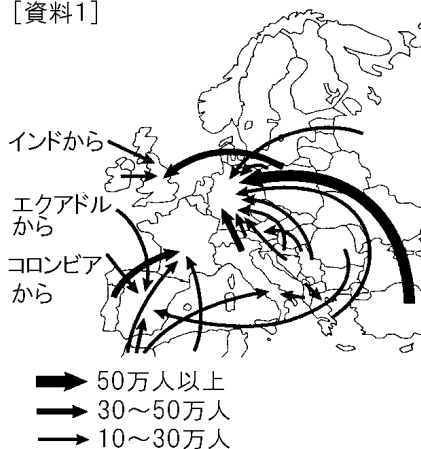 [資料1]
インドから
エクアドル
から
コロンビア
から
50万人以上
30～50万人
10～30万人